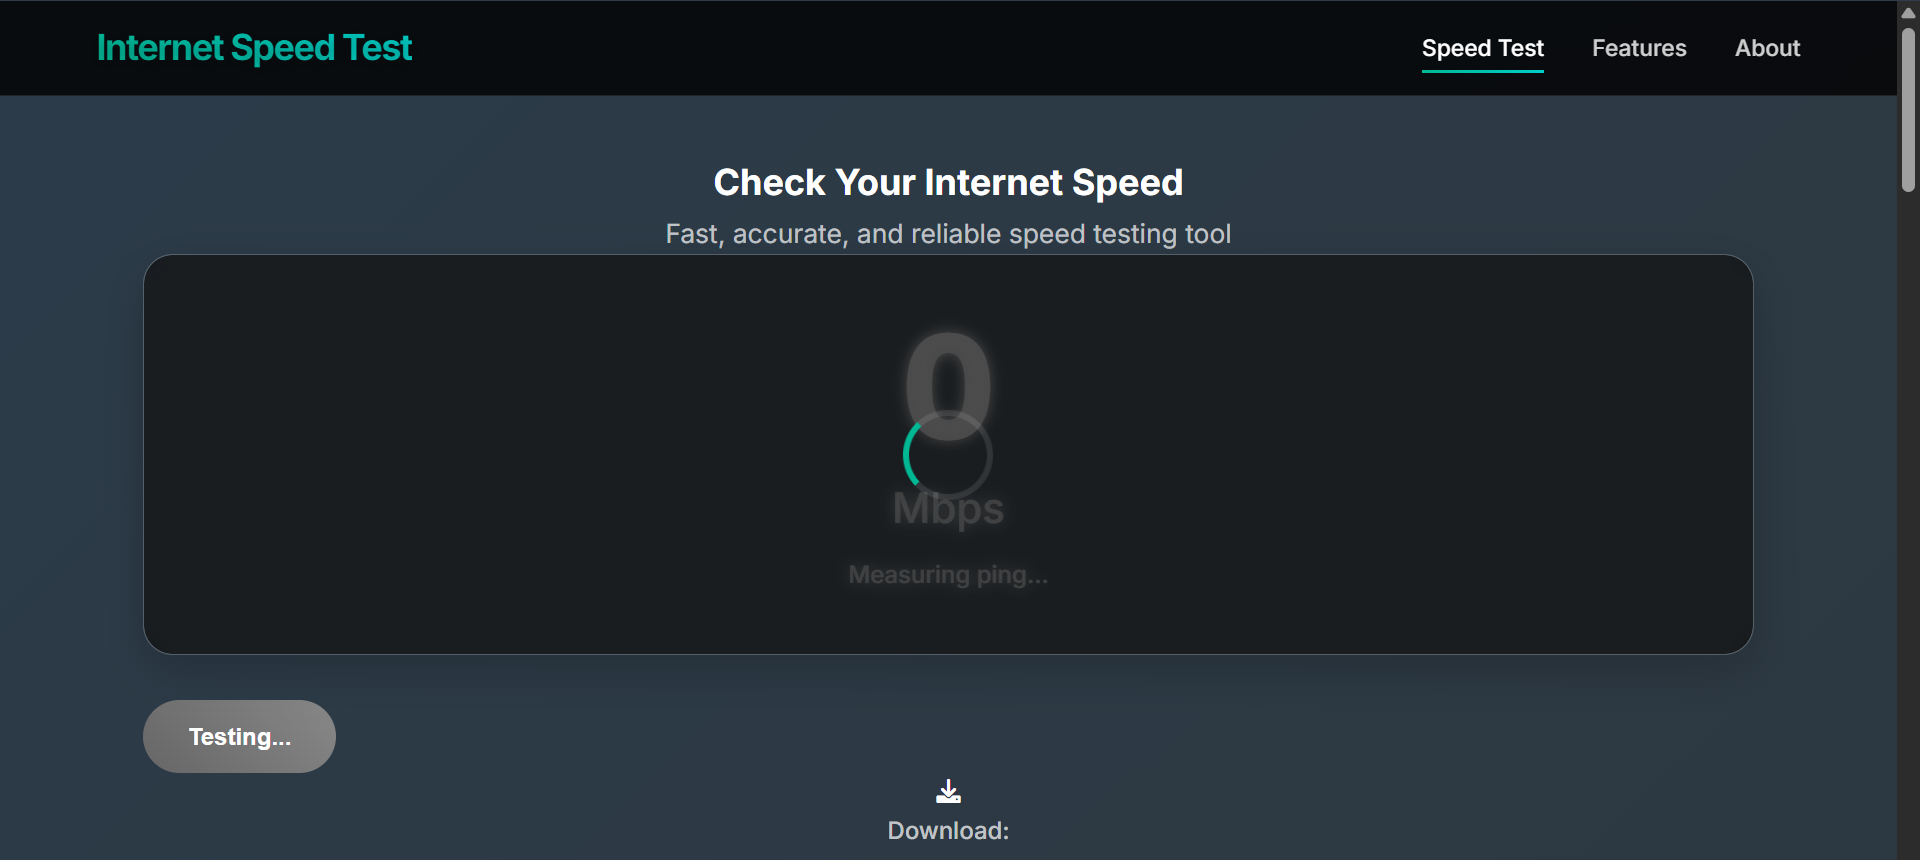 Internet Speed Test
Speed Test
Features
About
Check Your Internet Speed
Fast, accurate, and reliable speed testing tool
0
Mbps
Measuring ping...
Testing...
Download: